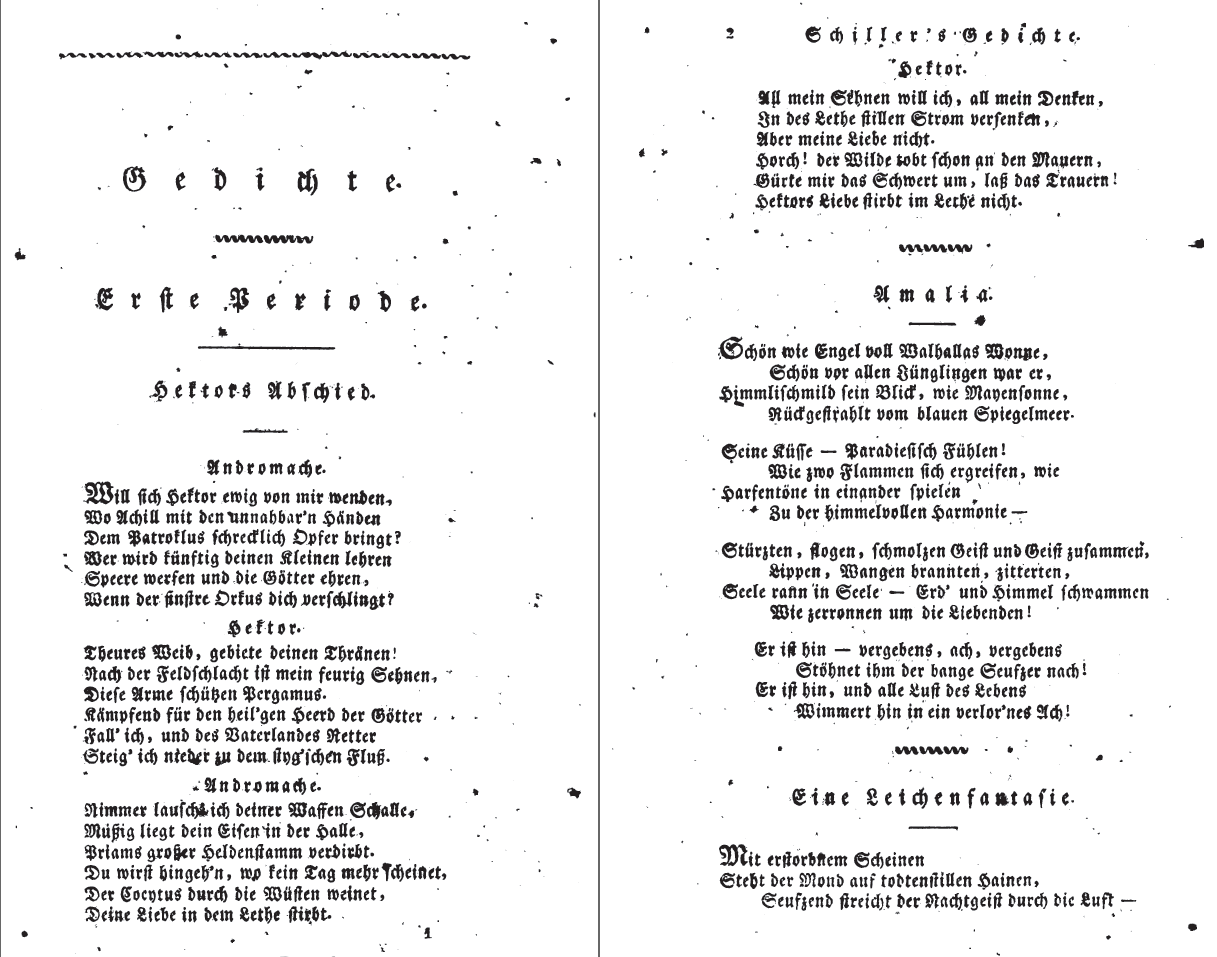 Gedichte.
Erste Periode.
Hektors Abschied.
Andromache.
Will sich Hektor ewig von mir wenden,
Wo Achill mit den unnahbar'n Händen
Dem Patroklus schrecklich Opfer bringt?
Wer wird künftig deinen Kleinen lehren
Speere werfen und die Götter ehren,
Wenn der finstre Orkus dich verschlingt?
Hektor.
Theures Weib, gebiete deinen Thränen!
Nach der Feldschlacht ist mein feurig Sehnen,
Diese Arme schützen Pergamus.
Kämpfend für den heil'gen Heerd der Götter
Fall' ich, und des Vaterlandes Retter
Steig' ich nieder zu dem styg'schen Fluß.
Andromache.
Nimmer lausch' ich deiner Waffen Schalle,
Müßig liegt dein Eisen in der Halle,
Priams großer Heldenstamm verdirbt.
Du wirst hingeh'n, wo kein Tag mehr scheinet,
Der Cocytus durch die Wüsten weinet,
Deine Liebe in dem Lethe stirbt.
1
2 Schiller's Gedichte.
Hektor.
All mein Sehnen will ich, all mein Denken,
In des Lethe stillen Strom versenken,
Aber meine Liebe nicht.
Horch! der Wilde tobt schon an den Mauern,
Gürte mir das Schwert um, laß das Trauern!
Hektors Liebe stirbt im Lethe nicht.
Amalia.
Schön wie Engel voll Walhallas Wonne,
Schön vor allen Jünglingen war er,
Himmlischmild sein Blick, wie Mayensonne,
Rückgestrahlt vom blauen Spiegelmeer.
Seine Küsse — Paradiesisch Fühlen!
Wie zwo Flammen sich ergreifen, wie
Harfentöne in einander spielen
Zu der himmelvollen Harmonie —
Stürzten, flogen, schmolzen Geist und Geist zusammen,
Lippen, Wangen brannten, zitterten,
Seele rann in Seele — Erd' und Himmel schwammen
Wie zerronnen um die Liebenden!
Er ist hin — vergebens, ach, vergebens
Stöhnet ihm der bange Seufzer nach!
Er ist hin, und alle Lust des Lebens
Wimmert hin in ein verlor'nes Ach!
Eine Leichenfantasie.
Mit erstorbnem Scheinen
Steht der Mond auf todtenstillen Hainen,
Seufzend streicht der Nachtgeist durch die Luft —